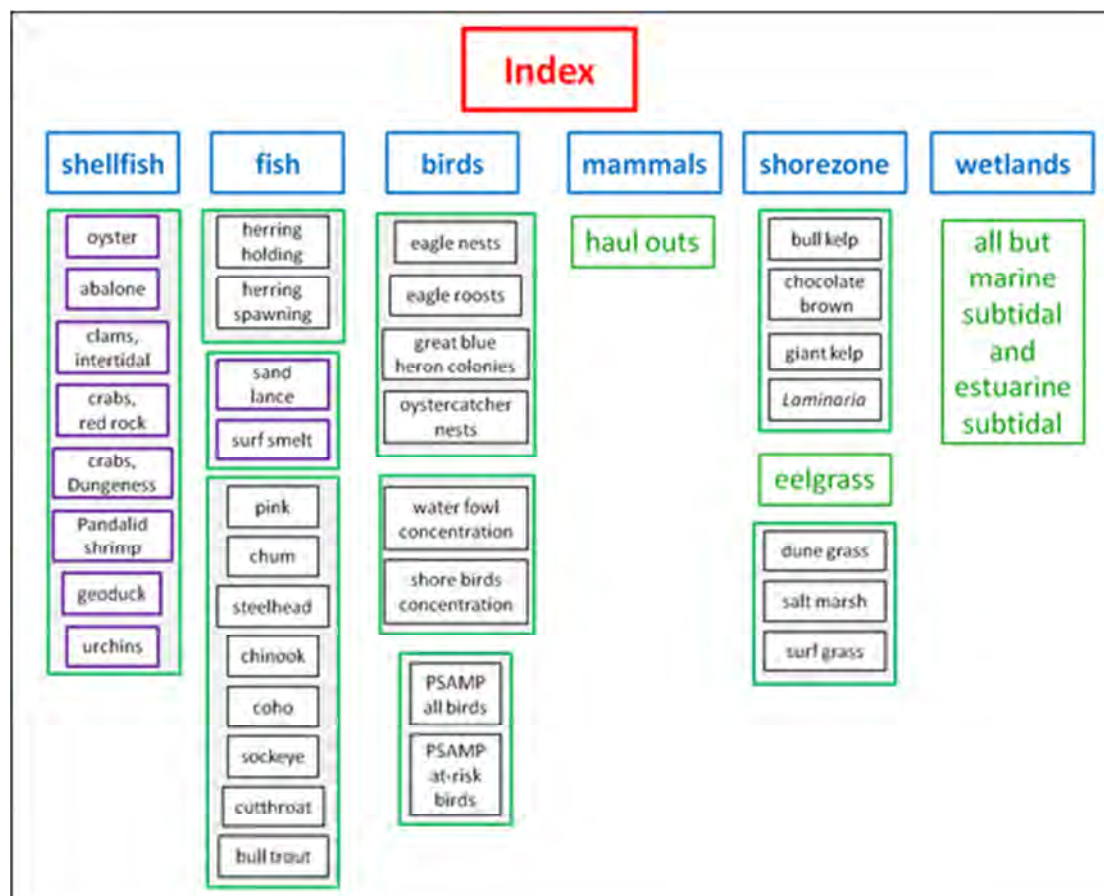 Index
shellfish
oyster
abalone
clams,
intertidal
crabs,
red rock
crabs,
Dungeness
Pandalid
shrimp
geoduck
urchins
fish
herring
holding
herring
spawning
sand
lance
surf smelt
pink
chum
steelhead
chinook
coho
sockeye
cutthroat
bull trout
birds
eagle nests
eagle roosts
great blue
heron colonies
oystercatcher
nests
water fowl
concentration
shore birds
concentration
PSAMP
all birds
PSAMP
at-risk
birds
mammals
haul outs
shorezone
bull kelp
chocolate
brown
giant kelp
Laminaria
eelgrass
dune grass
salt marsh
surf grass
wetlands
all but
marine
subtidal
and
estuarine
subtidal